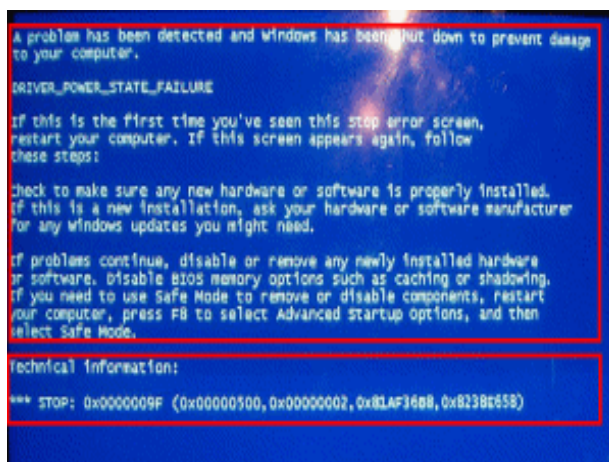 A problem has been detected and windows has been shut down to prevent damage
to your computer.
DRIVER_POWER_STATE_FAILURE
If this is the first time you've seen this stop error screen,
restart your computer. If this screen appears again, follow
these steps:
Check to make sure any new hardware or software is properly installed.
If this is a new installation, ask your hardware or software manufacturer
for any windows updates you might need.
If problems continue, disable or remove any newly installed hardware
or software. Disable BIOS memory options such as caching or shadowing.
If you need to use Safe Mode to remove or disable components, restart
your computer, press F8 to select Advanced Startup Options, and then
select Safe Mode.
Technical information:
*** STOP: 0x0000009F (0x00000500,0x00000002,